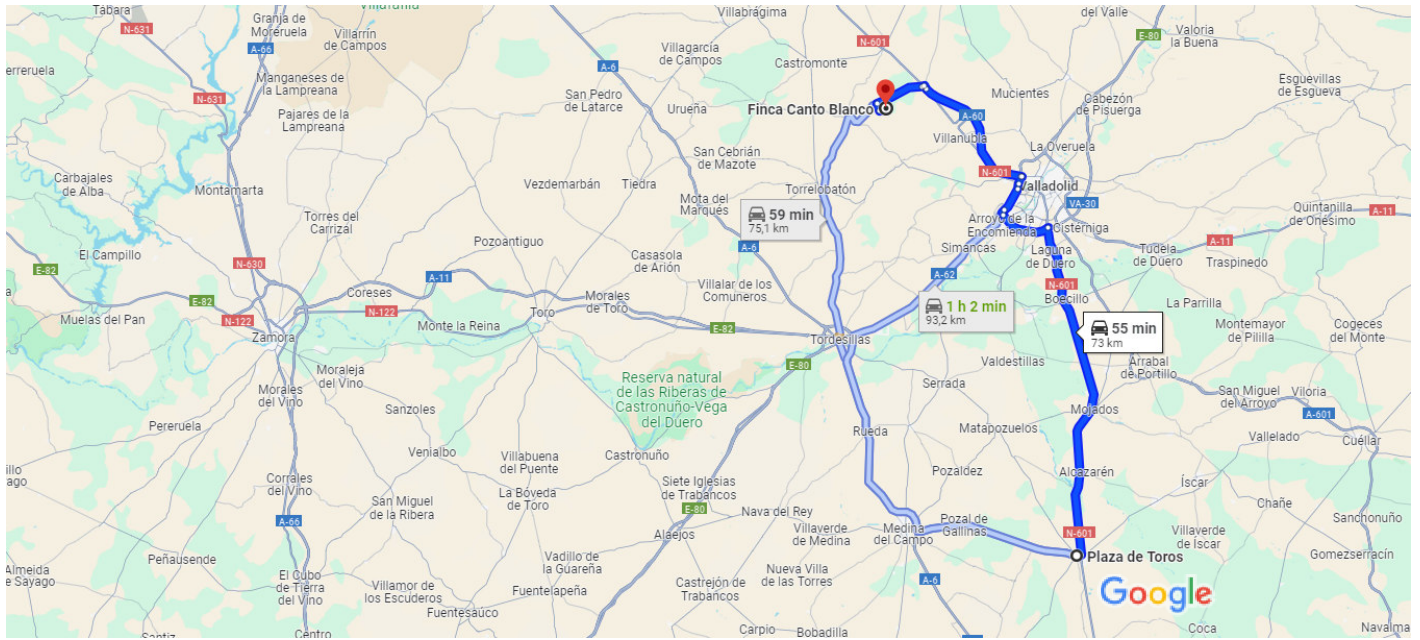 Tábara
Granja de
Moreruela
Villafáfila
Villabrágima
del Valle
Valoria
la Buena
N-631
A-66
Villarrín
de Campos
N-601
E-80
Villagarcía
de Campos
Castromonte
Manganeses de
la Lampreana
A-6
San Pedro
de Latarce
Urueña
Mucientes
Cabezón
de Pisuerga
Esguevillas
de Esgueva
N-631
Pajares de la
Lampreana
Finca Canto Blanco
A-60
Villanubla
La Overuela
San Cebrián
de Mazote
Carbajales
de Alba
Montamarta
Vezdemarbán
Tiedra
Torrelobatón
N-601
Valladolid
Mota del
Marqués
VA-30
Torres del
Carrizal
59 min
75,1 km
Arroyo de la
Encomienda
Cistérniga
Quintanilla
de Onésimo
A-11
El Campillo
Pozoantiguo
Simancas
Laguna
de Duero
Tudela
de Duero
A-11
Traspinedo
E-82
N-630
A-11
Casasola
de Arión
A-6
A-62
N-601
Coreses
Villalar de los
Comuneros
Boecillo
La Parrilla
E-82
Morales
de Toro
1 h 2 min
93,2 km
Muelas del Pan
N-122
N-122
Toro
Monte la Reina
E-82
55 min
73 km
Montemayor
de Pililla
Cogeces
del Monte
Zamora
Tordesillas
Valdestillas
Arrabal
de Portillo
Moraleja
del Vino
E-80
Reserva natural
de las Riberas de
Castronuño-Vega
del Duero
Serrada
San Miguel
del Arroyo
Viloria
Morales
del Vino
Sanzoles
Mojados
A-601
Pereruela
Rueda
Matapozuelos
Vallelado
Cuéllar
Venialbo
Villabuena
del Puente
Castronuño
Pozaldez
Alcazarén
Íscar
Corrales
del Vino
Siete Iglesias
de Trabancos
Chañe
San Miguel
de la Ribera
La Bóveda
de Toro
E-80
Nava del Rey
Sanchonuño
A-66
Villaverde
de Medina
Medina
del Campo
Pozal de
Gallinas
N-601
Villaverde
de Íscar
Alaejos
Peñausende
Vadillo de
la Guareña
Plaza de Toros
Gomezserracín
Almeida
de Sayago
El Cubo
de Tierra
del Vino
Villamor de
los Escuderos
Fuentelapeña
Castrejón de
Trabancos
Nueva Villa
de las Torres
A-6
Google
Fuentesaúco
Carpio
Bobadilla
Coca
Navalma
Santiz
Centro